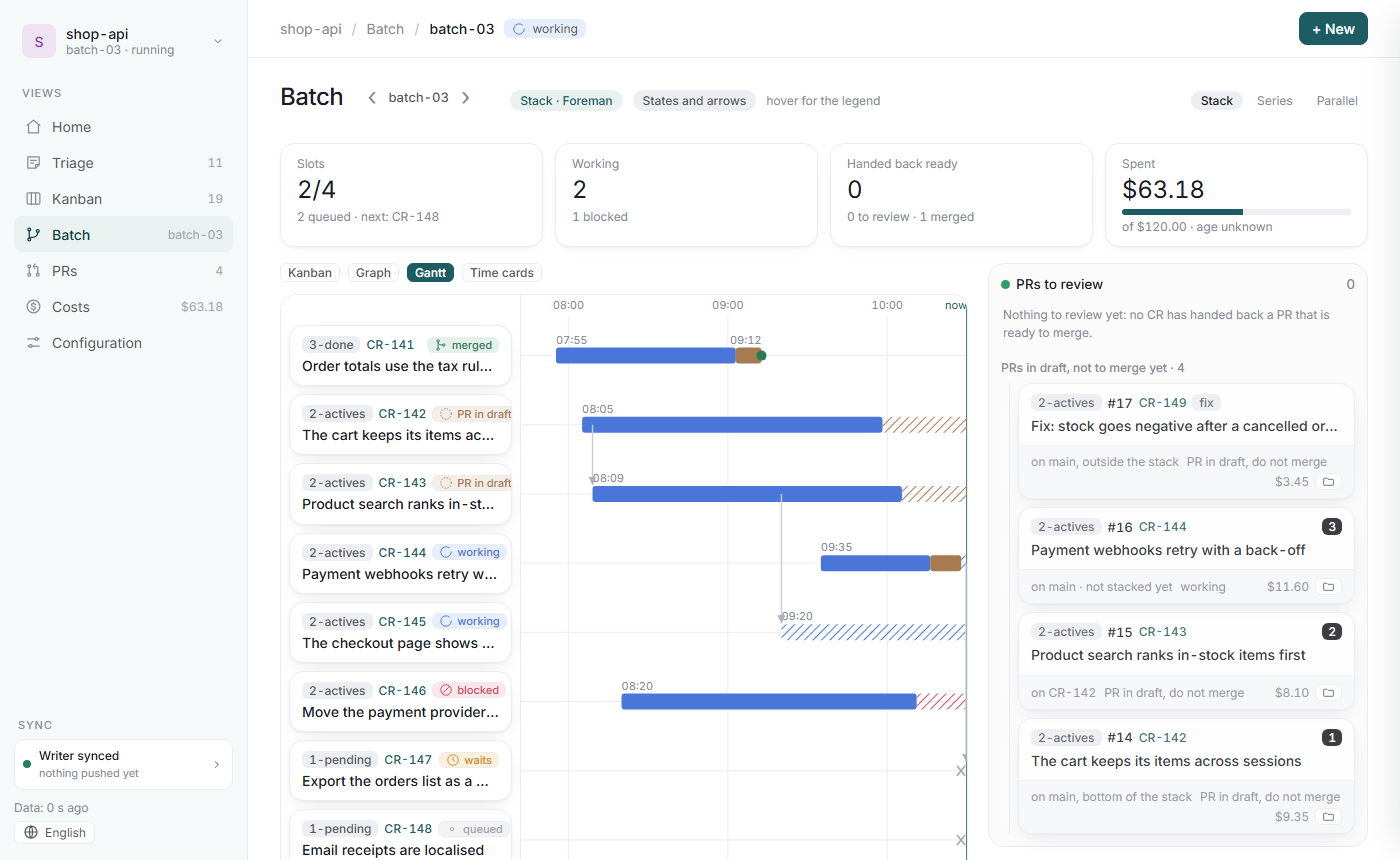 S
shop-api
batch-03 · running
VIEWS
Home
Triage 11
Kanban 19
Batch batch-03
PRs 4
Costs $63.18
Configuration
SYNC
Writer synced
nothing pushed yet
Data: 0 s ago
English
shop-api / Batch / batch-03 working
+ New
Batch
batch-03
Stack · Foreman
States and arrows
hover for the legend
Stack Series Parallel
Slots
2/4
2 queued · next: CR-148
Working
2
1 blocked
Handed back ready
0
0 to review · 1 merged
Spent
$63.18
of $120.00 · age unknown
Kanban Graph Gantt Time cards
08:00 09:00 10:00 now
3-done CR-141 merged
Order totals use the tax rul...
07:55 09:12
2-actives CR-142 PR in draft
The cart keeps its items ac...
08:05
2-actives CR-143 PR in draft
Product search ranks in-st...
08:09
2-actives CR-144 working
Payment webhooks retry w...
09:35
2-actives CR-145 working
The checkout page shows ...
09:20
2-actives CR-146 blocked
Move the payment provider...
08:20
1-pending CR-147 waits
Export the orders list as a ...
X
1-pending CR-148 queued
Email receipts are localised
X
PRs to review 0
Nothing to review yet: no CR has handed back a PR that is
ready to merge.
PRs in draft, not to merge yet · 4
2-actives #17 CR-149 fix
Fix: stock goes negative after a cancelled or...
on main, outside the stack PR in draft, do not merge
$3.45
2-actives #16 CR-144 3
Payment webhooks retry with a back-off
on main · not stacked yet working $11.60
2-actives #15 CR-143 2
Product search ranks in-stock items first
on CR-142 PR in draft, do not merge $8.10
2-actives #14 CR-142 1
The cart keeps its items across sessions
on main, bottom of the stack PR in draft, do not merge
$9.35